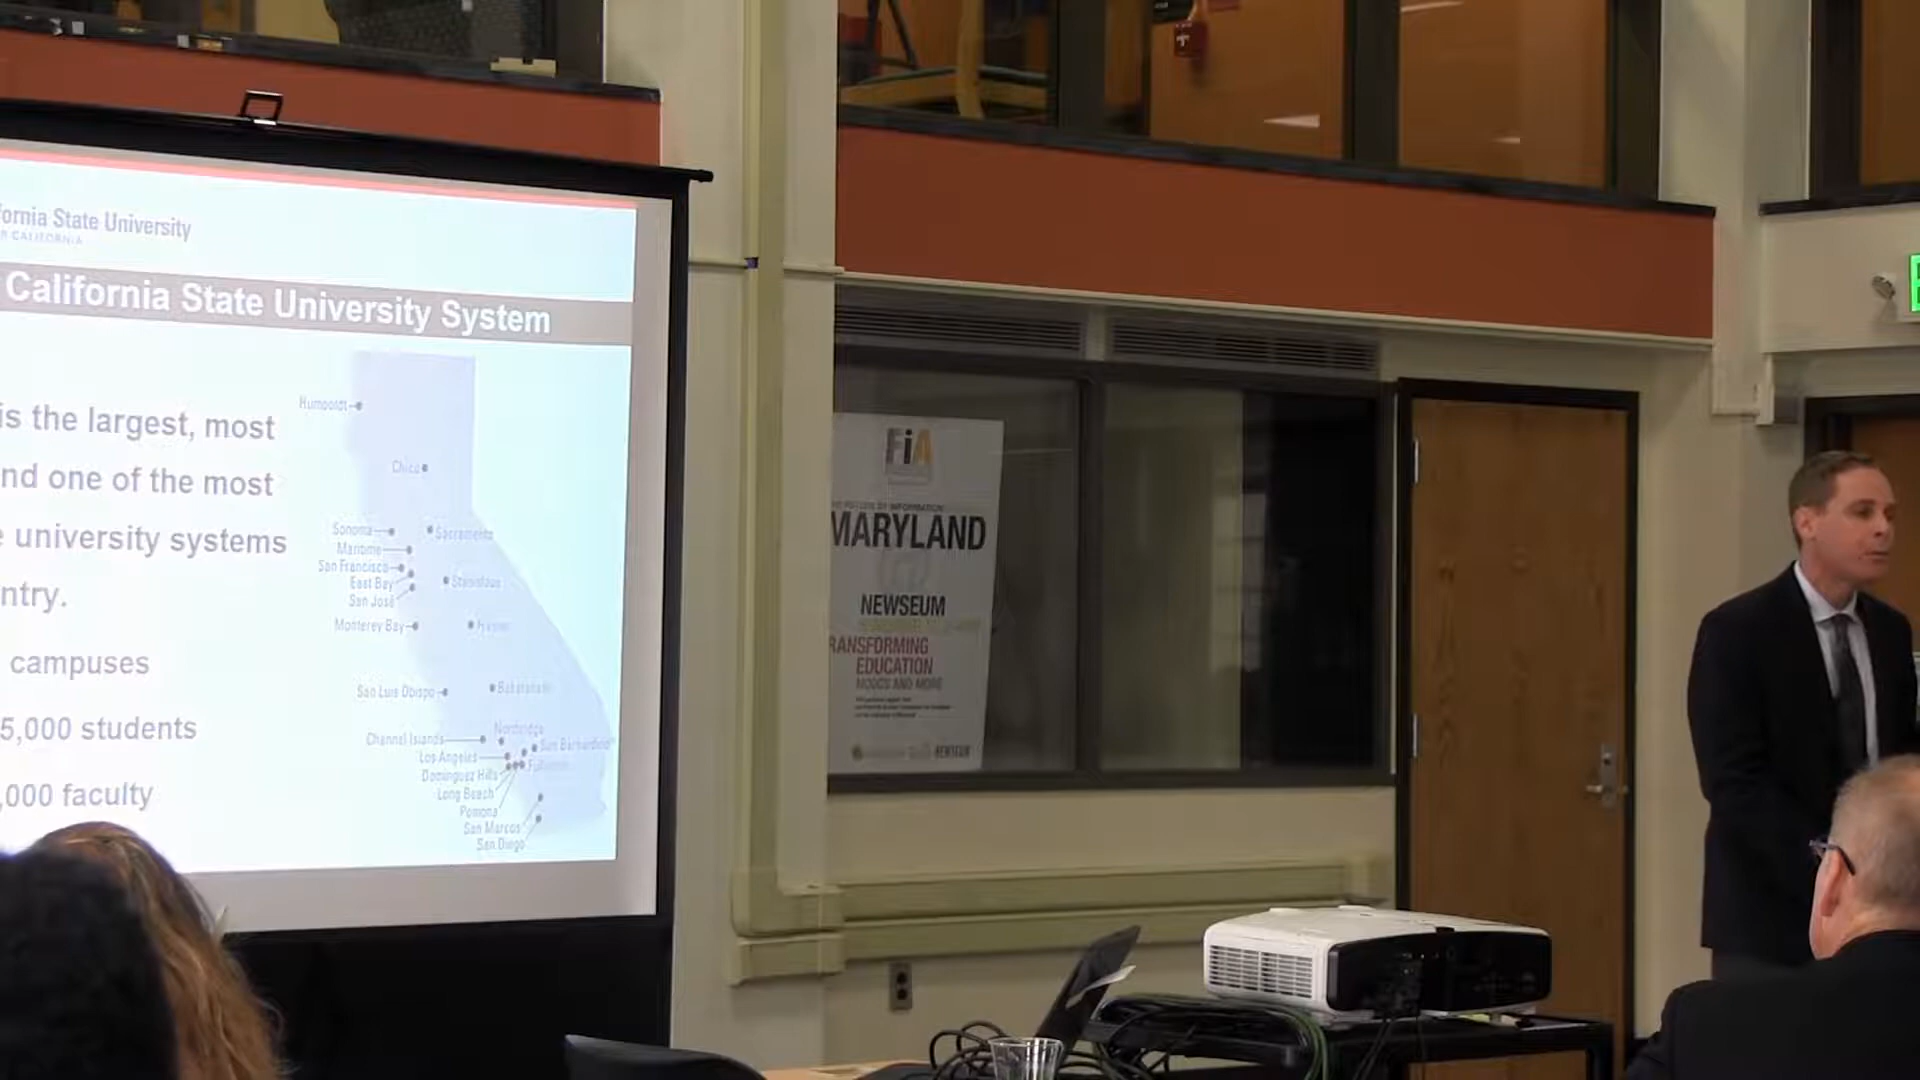 ornia State University
R CALIFORNIA
California State University System
is the largest, most
nd one of the most
e university systems
ntry.
campuses
5,000 students
,000 faculty
Humboldt
Chico
Sonoma
Sacramento
Maritime
San Francisco
East Bay
Stanislaus
San José
Monterey Bay
Fresno
San Luis Obispo
Bakersfield
Northridge
Channel Islands
San Bernardino
Los Angeles
Fullerton
Dominguez Hills
Long Beach
Pomona
San Marcos
San Diego
FiA
MARYLAND
NEWSEUM
RANSFORMING
EDUCATION
MOOCS AND MORE
NEWSEUM
E